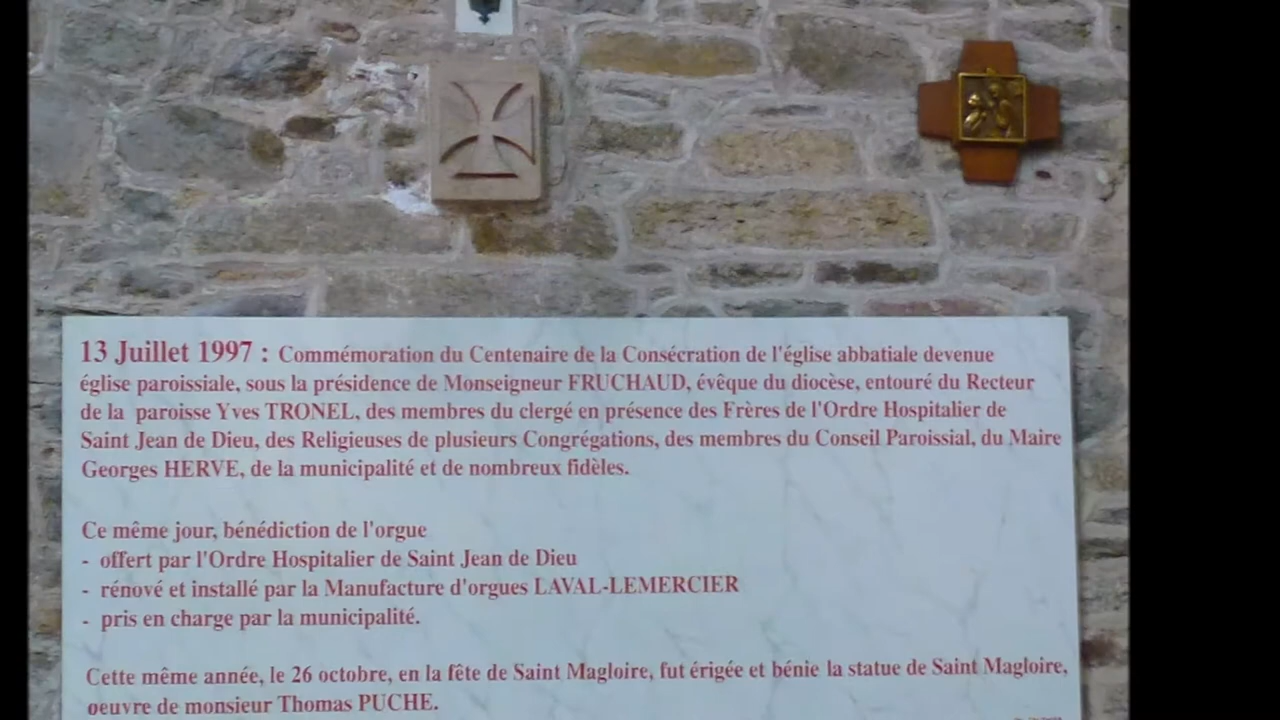 13 Juillet 1997 : Commémoration du Centenaire de la Consécration de l'église abbatiale devenue
église paroissiale, sous la présidence de Monseigneur FRUCHAUD, évêque du diocèse, entouré du Recteur
de la paroisse Yves TRONEL, des membres du clergé en présence des Frères de l'Ordre Hospitalier de
Saint Jean de Dieu, des Religieuses de plusieurs Congrégations, des membres du Conseil Paroissial, du Maire
Georges HERVE, de la municipalité et de nombreux fidèles.
Ce même jour, bénédiction de l'orgue
- offert par l'Ordre Hospitalier de Saint Jean de Dieu
- rénové et installé par la Manufacture d'orgues LAVAL-LEMERCIER
- pris en charge par la municipalité.
Cette même année, le 26 octobre, en la fête de Saint Magloire, fut érigée et bénie la statue de Saint Magloire,
oeuvre de monsieur Thomas PUCHE.